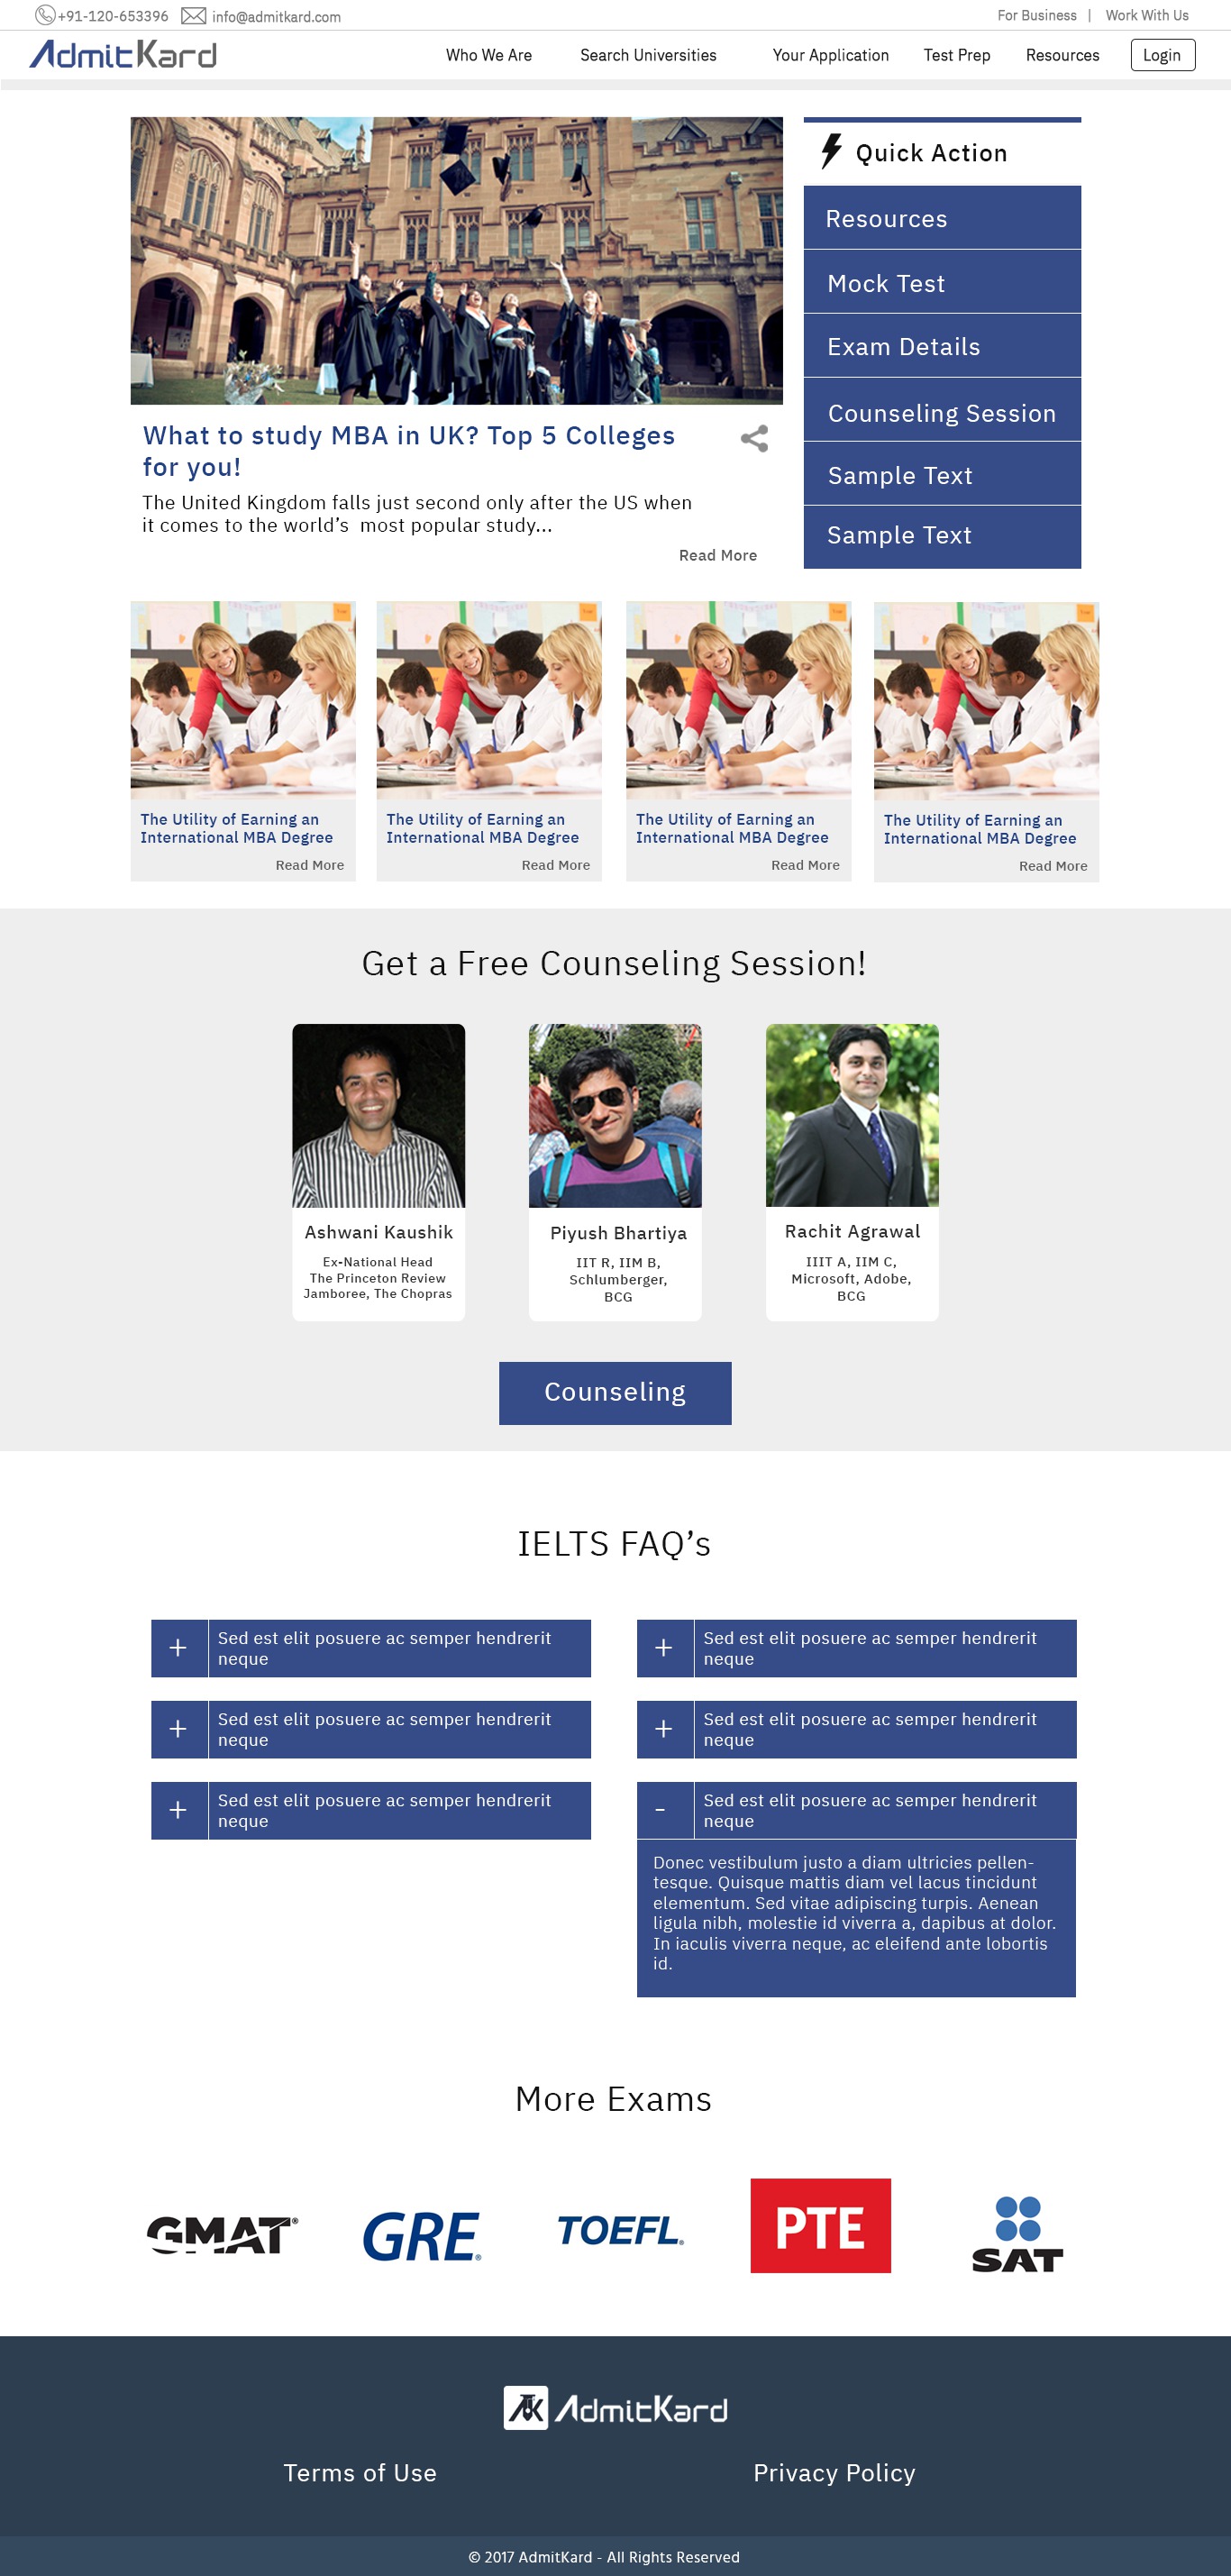 +91-120-653396 info@admitkard.com For Business | Work With Us
AdmitKard Who We Are Search Universities Your Application Test Prep Resources Login
Quick Action
Resources
Mock Test
Exam Details
Counseling Session
Sample Text
Sample Text
What to study MBA in UK? Top 5 Colleges
for you!
The United Kingdom falls just second only after the US when
it comes to the world’s most popular study...
Read More
The Utility of Earning an
International MBA Degree
Read More
The Utility of Earning an
International MBA Degree
Read More
The Utility of Earning an
International MBA Degree
Read More
The Utility of Earning an
International MBA Degree
Read More
Get a Free Counseling Session!
Ashwani Kaushik
Ex-National Head
The Princeton Review
Jamboree, The Chopras
Piyush Bhartiya
IIT R, IIM B,
Schlumberger,
BCG
Rachit Agrawal
IIIT A, IIM C,
Microsoft, Adobe,
BCG
Counseling
IELTS FAQ’s
+ Sed est elit posuere ac semper hendrerit
neque
+ Sed est elit posuere ac semper hendrerit
neque
+ Sed est elit posuere ac semper hendrerit
neque
+ Sed est elit posuere ac semper hendrerit
neque
+ Sed est elit posuere ac semper hendrerit
neque
- Sed est elit posuere ac semper hendrerit
neque
Donec vestibulum justo a diam ultricies pellen-
tesque. Quisque mattis diam vel lacus tincidunt
elementum. Sed vitae adipiscing turpis. Aenean
ligula nibh, molestie id viverra a, dapibus at dolor.
In iaculis viverra neque, ac eleifend ante lobortis
id.
More Exams
GMAT®
GRE®
TOEFL®
PTE
SAT
AK AdmitKard
Terms of Use Privacy Policy
© 2017 AdmitKard - All Rights Reserved